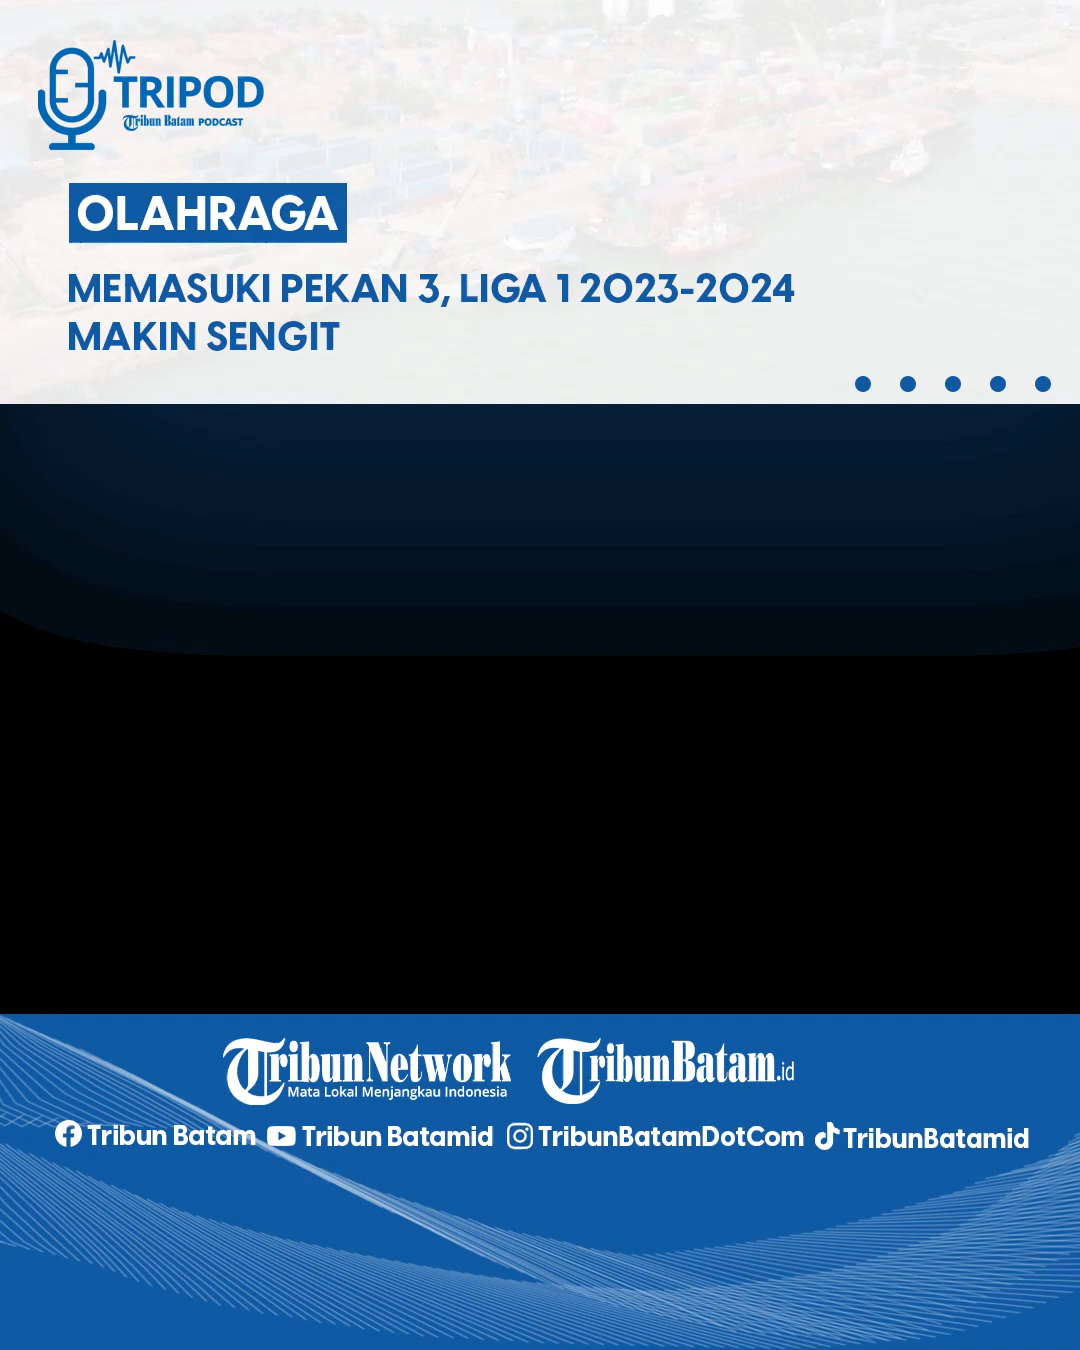 TRIPOD
Tribun Batam PODCAST
OLAHRAGA
MEMASUKI PEKAN 3, LIGA 1 2023-2024
MAKIN SENGIT
TribunNetwork
Mata Lokal Menjangkau Indonesia
TribunBatam.id
Tribun Batam
Tribun Batamid
TribunBatamDotCom
TribunBatamid